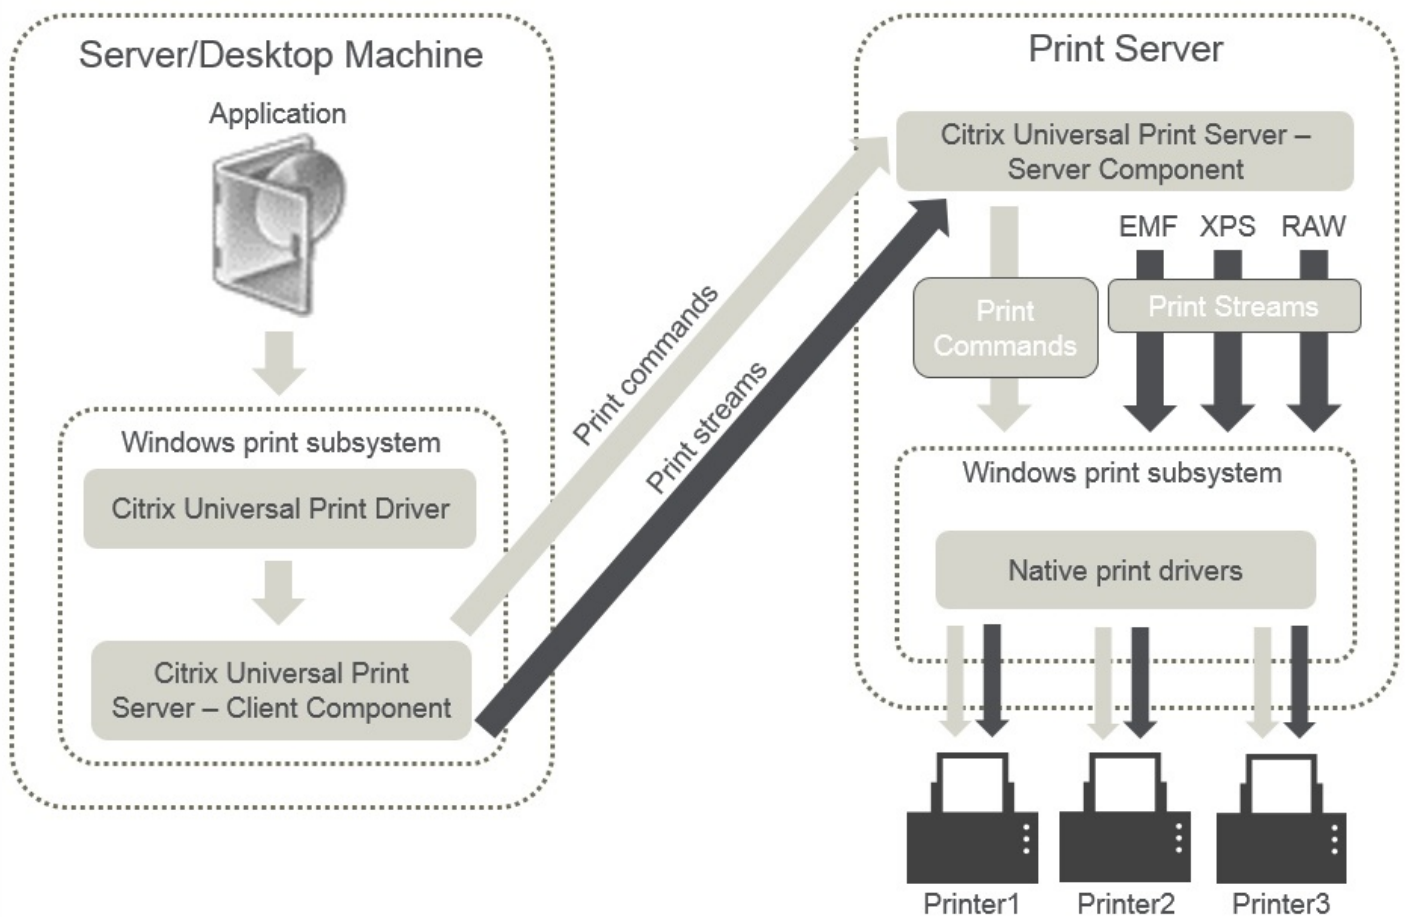 Server/Desktop Machine
Application
Windows print subsystem
Citrix Universal Print Driver
Citrix Universal Print
Server – Client Component
Print commands
Print streams
Print Server
Citrix Universal Print Server –
Server Component
EMF XPS RAW
Print
Commands
Print Streams
Windows print subsystem
Native print drivers
Printer1 Printer2 Printer3